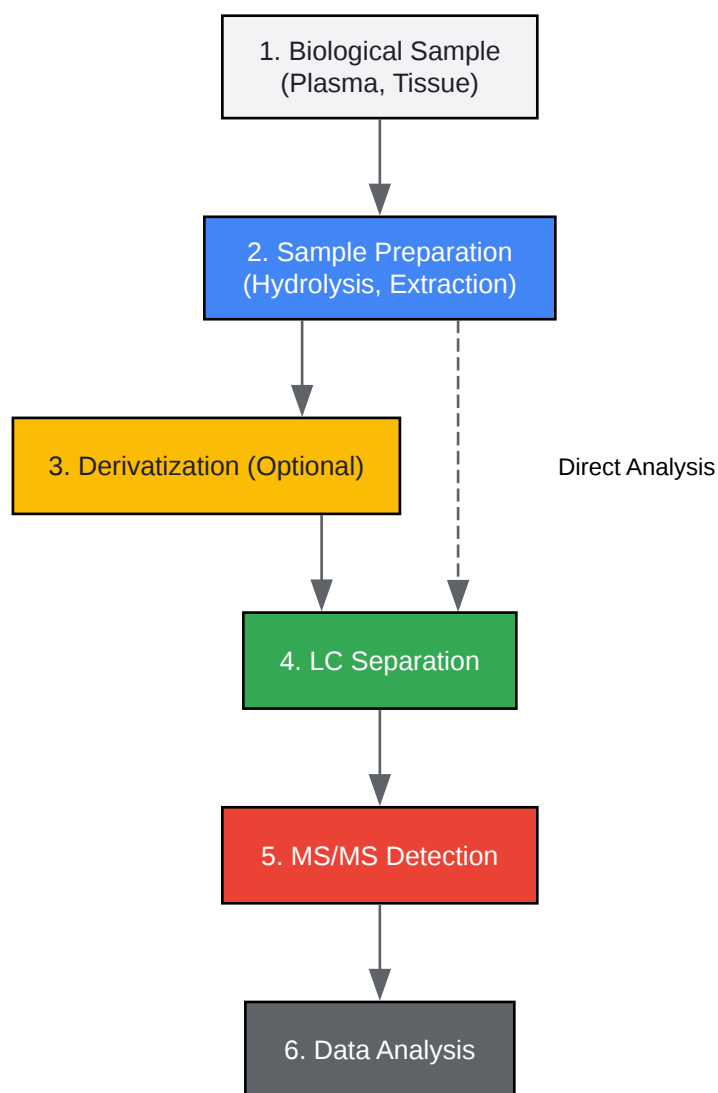 1. Biological Sample
(Plasma, Tissue)
2. Sample Preparation
(Hydrolysis, Extraction)
3. Derivatization (Optional)
Direct Analysis
4. LC Separation
5. MS/MS Detection
6. Data Analysis